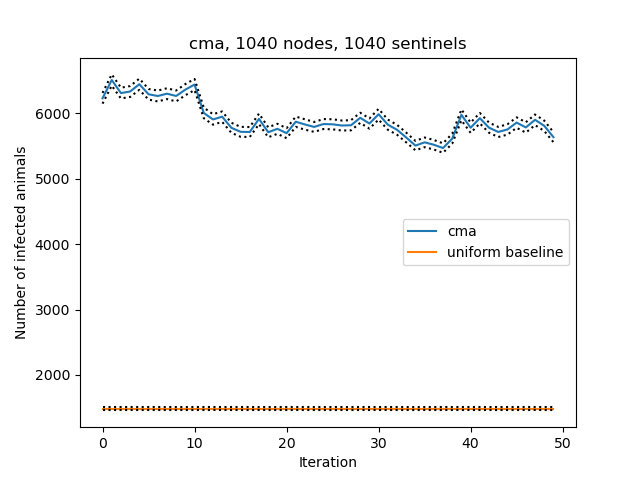 cma, 1040 nodes, 1040 sentinels
Number of infected animals
6000
5000
4000
3000
2000
cma
uniform baseline
0 10 20 30 40 50
Iteration